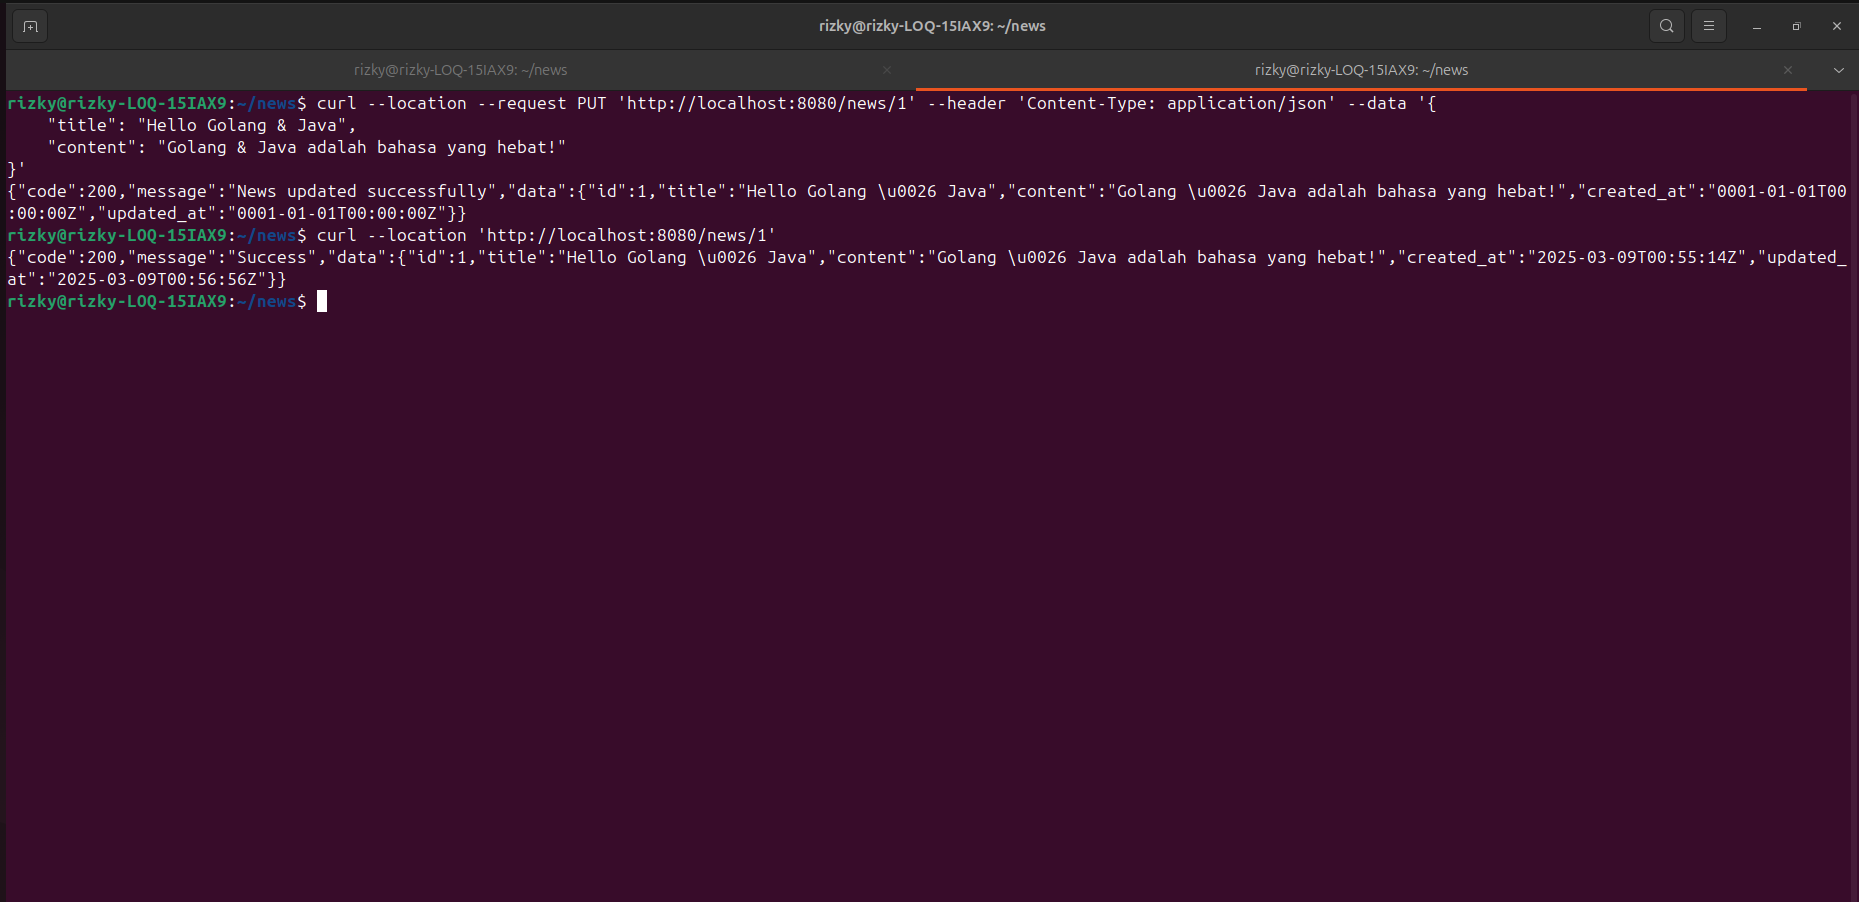 rizky@rizky-LOQ-15IAX9: ~/news
rizky@rizky-LOQ-15IAX9: ~/news
rizky@rizky-LOQ-15IAX9: ~/news
rizky@rizky-LOQ-15IAX9:~/news$ curl --location --request PUT 'http://localhost:8080/news/1' --header 'Content-Type: application/json' --data '{
    "title": "Hello Golang & Java",
    "content": "Golang & Java adalah bahasa yang hebat!"
}'
{"code":200,"message":"News updated successfully","data":{"id":1,"title":"Hello Golang \u0026 Java","content":"Golang \u0026 Java adalah bahasa yang hebat!","created_at":"0001-01-01T00
:00:00Z","updated_at":"0001-01-01T00:00:00Z"}}
rizky@rizky-LOQ-15IAX9:~/news$ curl --location 'http://localhost:8080/news/1'
{"code":200,"message":"Success","data":{"id":1,"title":"Hello Golang \u0026 Java","content":"Golang \u0026 Java adalah bahasa yang hebat!","created_at":"2025-03-09T00:55:14Z","updated_
at":"2025-03-09T00:56:56Z"}}
rizky@rizky-LOQ-15IAX9:~/news$